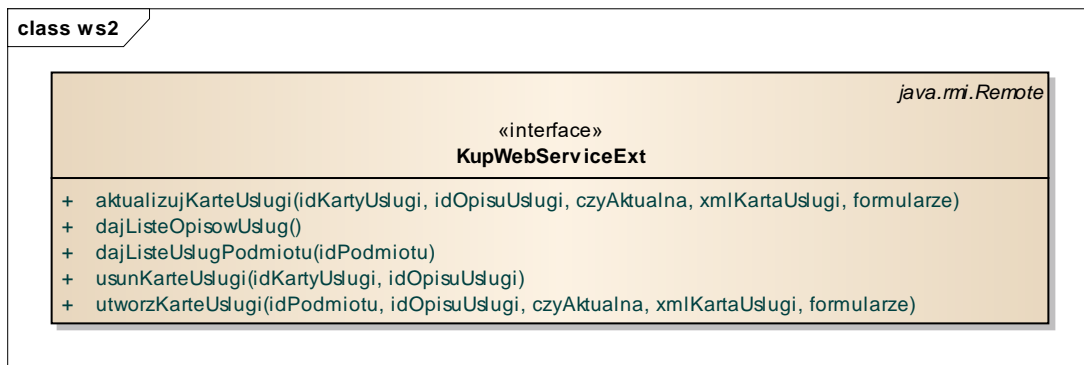 class ws2
java.rmi.Remote
«interface»
KupWebServiceExt
+ aktualizujKarteUslugi(idKartyUslugi, idOpisuUslugi, czyAktualna, xmlKartaUslugi, formularze)
+ dajListeOpisowUslug()
+ dajListeUslugPodmiotu(idPodmiotu)
+ usunKarteUslugi(idKartyUslugi, idOpisuUslugi)
+ utworzKarteUslugi(idPodmiotu, idOpisuUslugi, czyAktualna, xmlKartaUslugi, formularze)